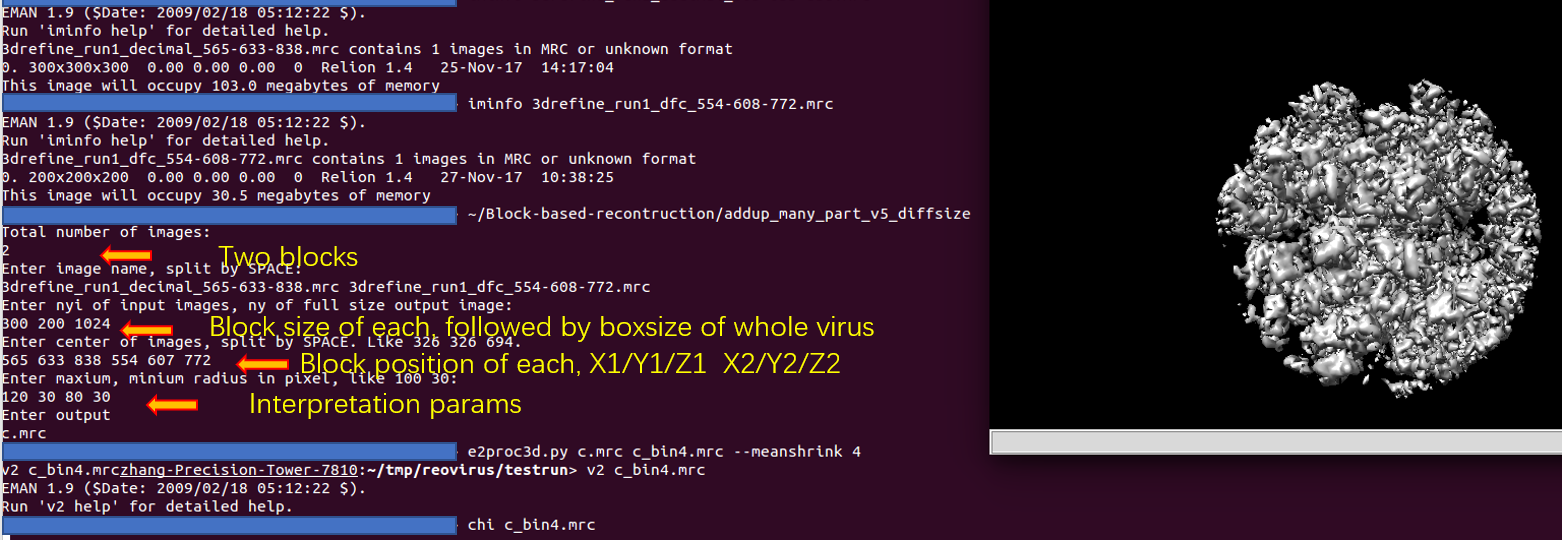 EMAN 1.9 ($Date: 2009/02/18 05:12:22 $).
Run 'iminfo help' for detailed help.
3drefine_run1_decimal_565-633-838.mrc contains 1 images in MRC or unknown format
0. 300x300x300  0.00 0.00 0.00  0  Relion 1.4   25-Nov-17  14:17:04
This image will occupy 103.0 megabytes of memory
iminfo 3drefine_run1_dfc_554-608-772.mrc
EMAN 1.9 ($Date: 2009/02/18 05:12:22 $).
Run 'iminfo help' for detailed help.
3drefine_run1_dfc_554-608-772.mrc contains 1 images in MRC or unknown format
0. 200x200x200  0.00 0.00 0.00  0  Relion 1.4   27-Nov-17  10:38:25
This image will occupy 30.5 megabytes of memory
~/Block-based-recontruction/addup_many_part_v5_diffsize
Total number of images:
2
Two blocks
Enter image name, split by SPACE:
3drefine_run1_decimal_565-633-838.mrc 3drefine_run1_dfc_554-608-772.mrc
Enter nyi of input images, ny of full size output image:
300 200 1024
Block size of each, followed by boxsize of whole virus
Enter center of images, split by SPACE. Like 326 326 694.
565 633 838 554 607 772
Block position of each, X1/Y1/Z1  X2/Y2/Z2
Enter maxium, minium radius in pixel, like 100 30:
120 30 80 30
Interpretation params
Enter output
c.mrc
e2proc3d.py c.mrc c_bin4.mrc --meanshrink 4
v2 c_bin4.mrczhang-Precision-Tower-7810:~/tmp/reovirus/testrun> v2 c_bin4.mrc
EMAN 1.9 ($Date: 2009/02/18 05:12:22 $).
Run 'v2 help' for detailed help.
chi c_bin4.mrc